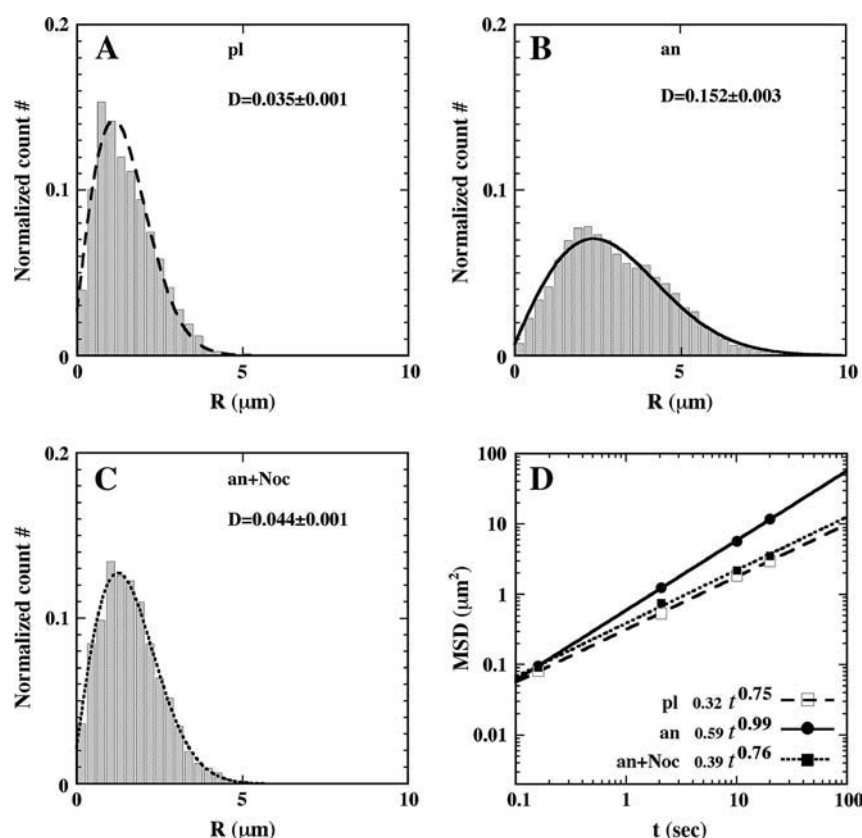 A
pl
D=0.035±0.001
Normalized count #
0.2
0.1
0
0
5
10
R (μm)
B
an
D=0.152±0.003
Normalized count #
0.2
0.1
0
0
5
10
R (μm)
C
an+Noc
D=0.044±0.001
Normalized count #
0.2
0.1
0
0
5
10
R (μm)
D
MSD (μm²)
100
10
1
0.1
0.01
pl 0.32 t^0.75
an 0.59 t^0.99
an+Noc 0.39 t^0.76
0.1
1
10
100
t (sec)